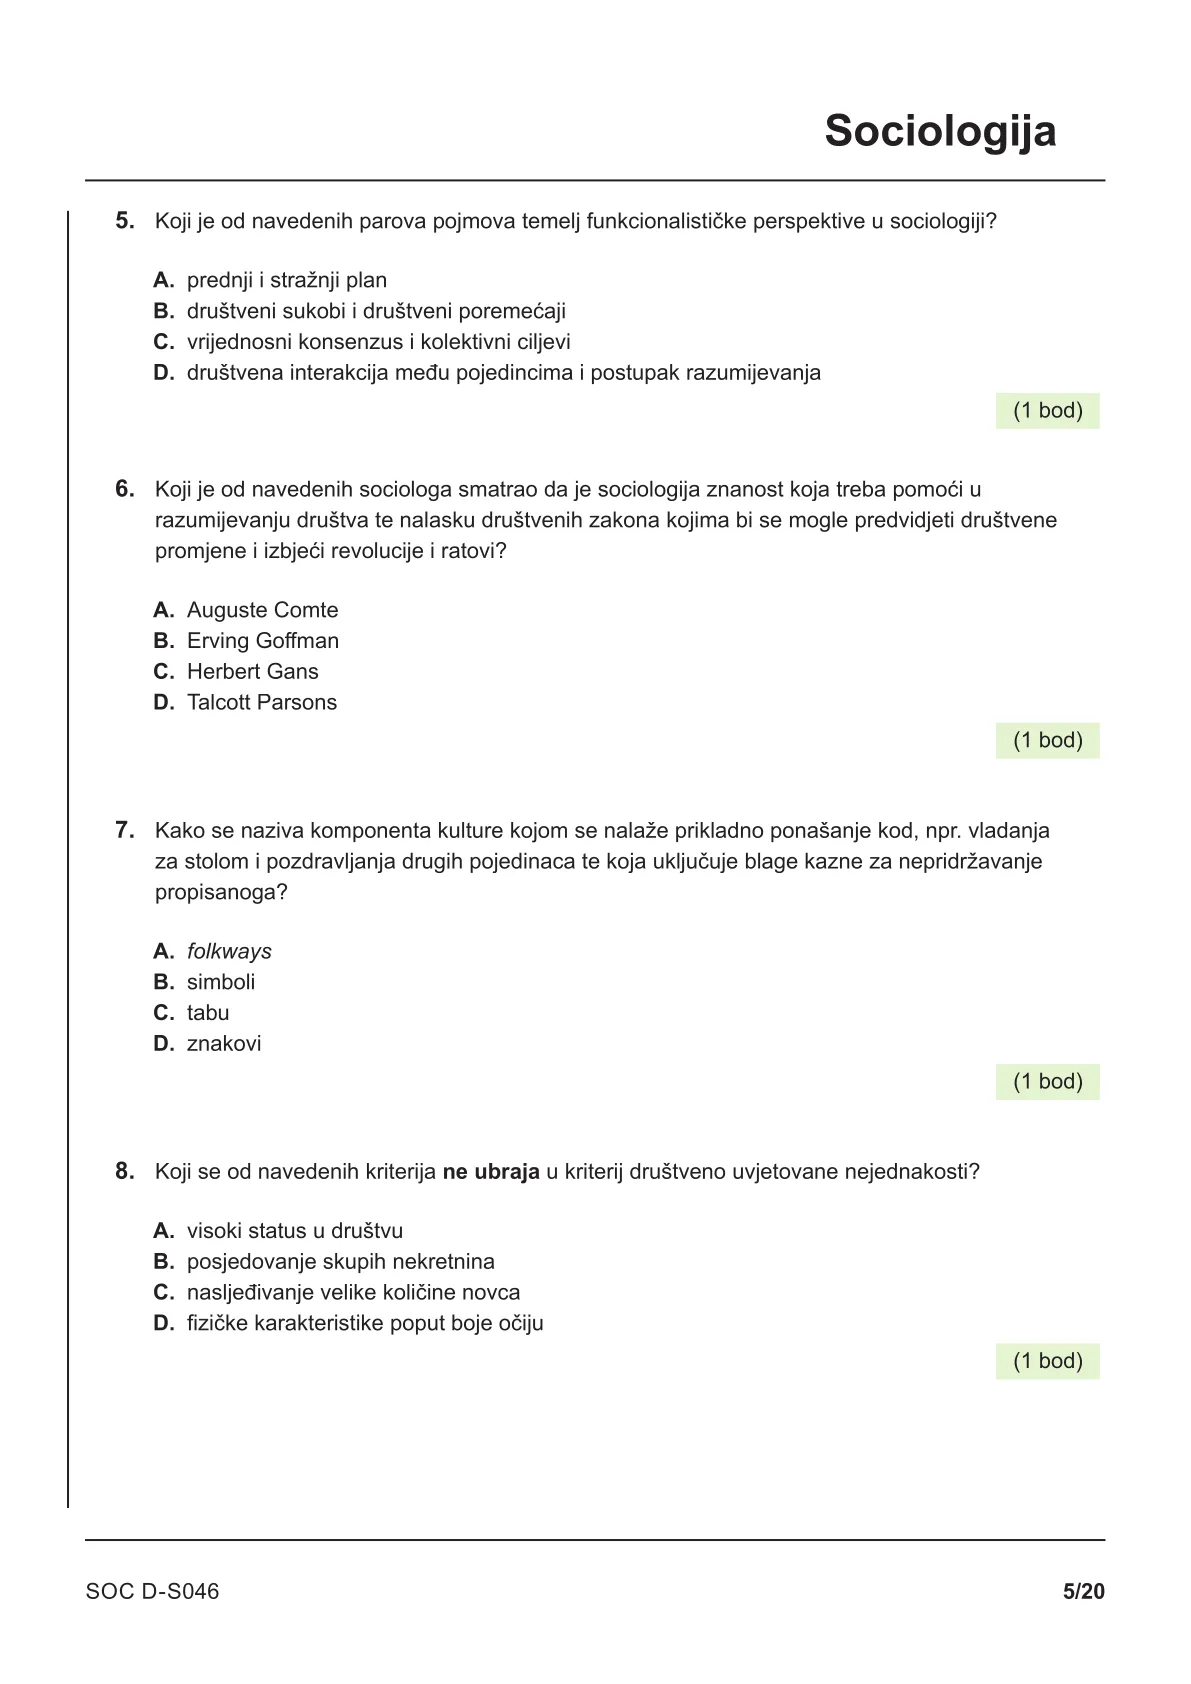 Sociologija
5. Koji je od navedenih parova pojmova temelj funkcionalističke perspektive u sociologiji?
A. prednji i stražnji plan
B. društveni sukobi i društveni poremećaji
C. vrijednosni konsenzus i kolektivni ciljevi
D. društvena interakcija među pojedincima i postupak razumijevanja
(1 bod)
6. Koji je od navedenih sociologa smatrao da je sociologija znanost koja treba pomoći u
razumijevanju društva te nalasku društvenih zakona kojima bi se mogle predvidjeti društvene
promjene i izbjeći revolucije i ratovi?
A. Auguste Comte
B. Erving Goffman
C. Herbert Gans
D. Talcott Parsons
(1 bod)
7. Kako se naziva komponenta kulture kojom se nalaže prikladno ponašanje kod, npr. vladanja
za stolom i pozdravljanja drugih pojedinaca te koja uključuje blage kazne za nepridržavanje
propisanoga?
A. folkways
B. simboli
C. tabu
D. znakovi
(1 bod)
8. Koji se od navedenih kriterija ne ubraja u kriterij društveno uvjetovane nejednakosti?
A. visoki status u društvu
B. posjedovanje skupih nekretnina
C. nasljeđivanje velike količine novca
D. fizičke karakteristike poput boje očiju
(1 bod)
SOC D-S046
5/20